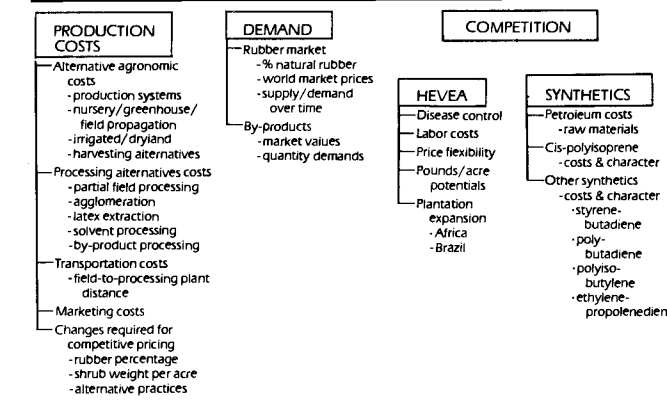 PRODUCTION
COSTS
Alternative agronomic
costs
-production systems
-nursery/greenhouse/
field propagation
-irrigated/dryland
-harvesting alternatives
Processing alternatives costs
-partial field processing
-agglomeration
-latex extraction
-solvent processing
-by-product processing
Transportation costs
-field-to-processing plant
distance
Marketing costs
Changes required for
competitive pricing
-rubber percentage
-shrub weight per acre
-alternative practices
DEMAND
Rubber market
-% natural rubber
-world market prices
-supply/demand
over time
By-products
-market values
-quantity demands
COMPETITION
HEVEA
Disease control
Labor costs
Price flexibility
Pounds/acre
potentials
Plantation
expansion
·Africa
-Brazil
SYNTHETICS
Petroleum costs
-raw materials
Cis-polyisoprene
-costs & character
Other synthetics
-costs & character
·styrene-
butadiene
·poly-
butadiene
·polyiso-
butylene
·ethylene-
propolenedien